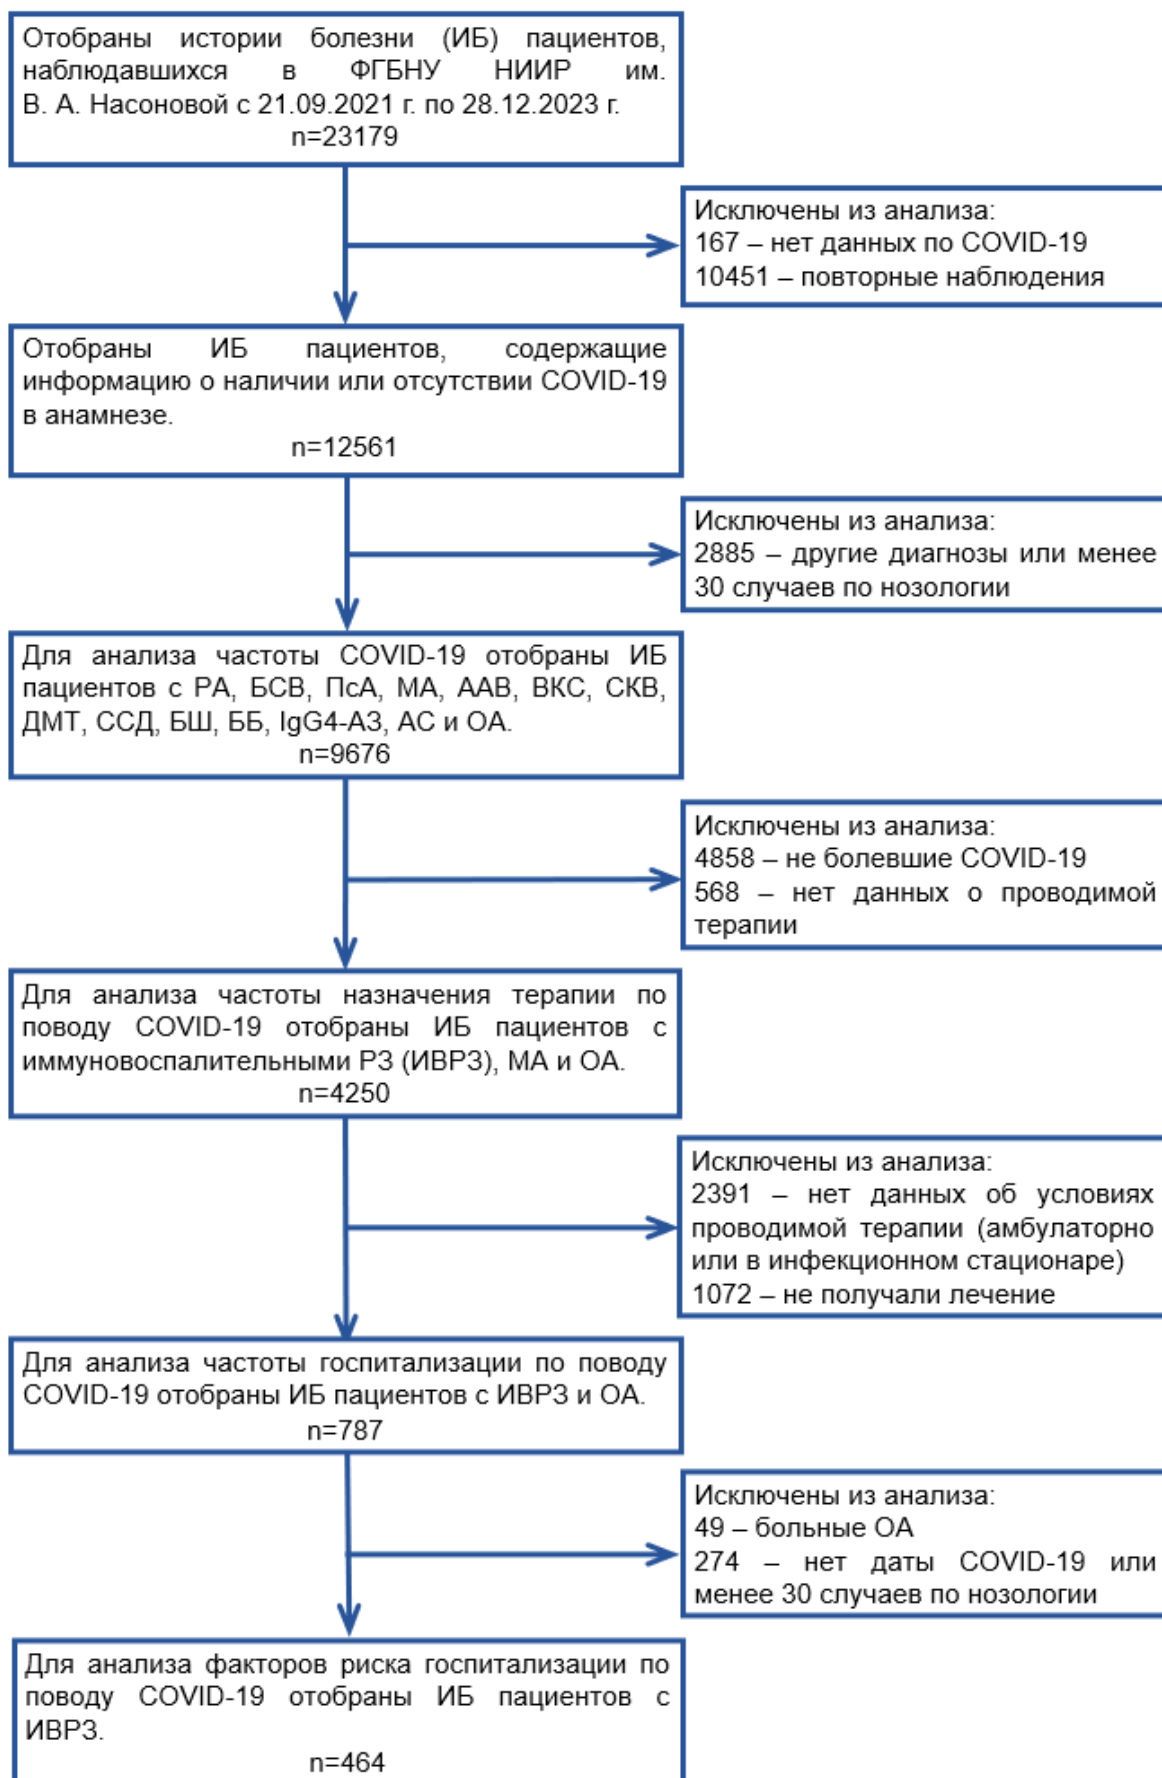 Отобраны истории болезни (ИБ) пациентов,
наблюдавшихся в ФГБНУ НИИР им.
В. А. Насоновой с 21.09.2021 г. по 28.12.2023 г.
n=23179
Исключены из анализа:
167 – нет данных по COVID-19
10451 – повторные наблюдения
Отобраны ИБ пациентов, содержащие
информацию о наличии или отсутствии COVID-19
в анамнезе.
n=12561
Исключены из анализа:
2885 – другие диагнозы или менее
30 случаев по нозологии
Для анализа частоты COVID-19 отобраны ИБ
пациентов с РА, БСВ, ПсА, МА, ААВ, ВКС, СКВ,
ДМТ, ССД, БШ, ББ, IgG4-АЗ, АС и ОА.
n=9676
Исключены из анализа:
4858 – не болевшие COVID-19
568 – нет данных о проводимой
терапии
Для анализа частоты назначения терапии по
поводу COVID-19 отобраны ИБ пациентов с
иммуновоспалительными РЗ (ИВРЗ), МА и ОА.
n=4250
Исключены из анализа:
2391 – нет данных об условиях
проводимой терапии (амбулаторно
или в инфекционном стационаре)
1072 – не получали лечение
Для анализа частоты госпитализации по поводу
COVID-19 отобраны ИБ пациентов с ИВРЗ и ОА.
n=787
Исключены из анализа:
49 – больные ОА
274 – нет даты COVID-19 или
менее 30 случаев по нозологии
Для анализа факторов риска госпитализации по
поводу COVID-19 отобраны ИБ пациентов с
ИВРЗ.
n=464